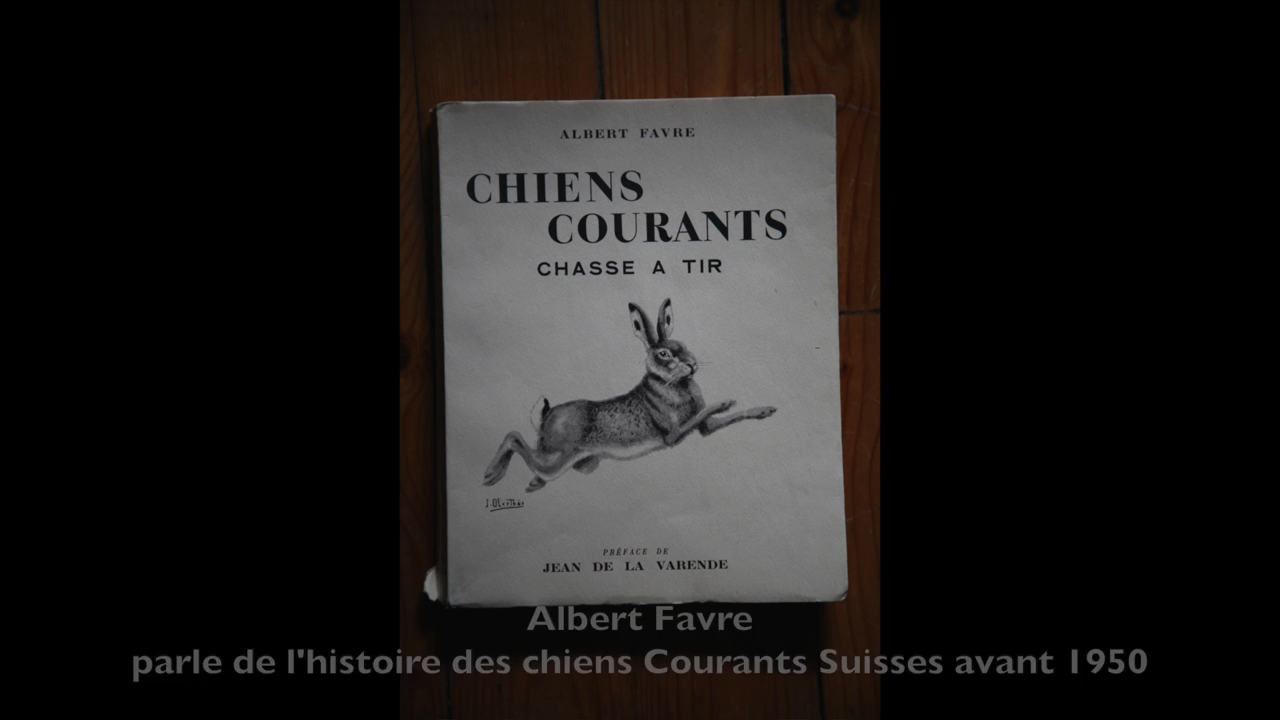 ALBERT FAVRE
CHIENS
COURANTS
CHASSE A TIR
PRÉFACE DE
JEAN DE LA VARENDE
Albert Favre
parle de l'histoire des chiens Courants Suisses avant 1950